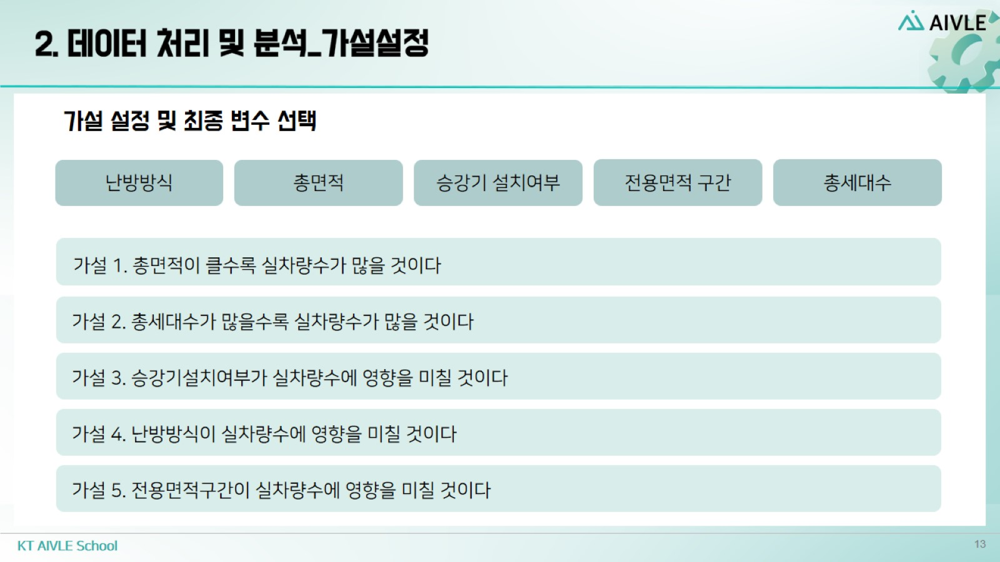 2. 데이터 처리 및 분석_가설설정
AIVLE
가설 설정 및 최종 변수 선택
난방방식
총면적
승강기 설치여부
전용면적 구간
총세대수
가설 1. 총면적이 클수록 실차량수가 많을 것이다
가설 2. 총세대수가 많을수록 실차량수가 많을 것이다
가설 3. 승강기설치여부가 실차량수에 영향을 미칠 것이다
가설 4. 난방방식이 실차량수에 영향을 미칠 것이다
가설 5. 전용면적구간이 실차량수에 영향을 미칠 것이다
KT AIVLE School
13